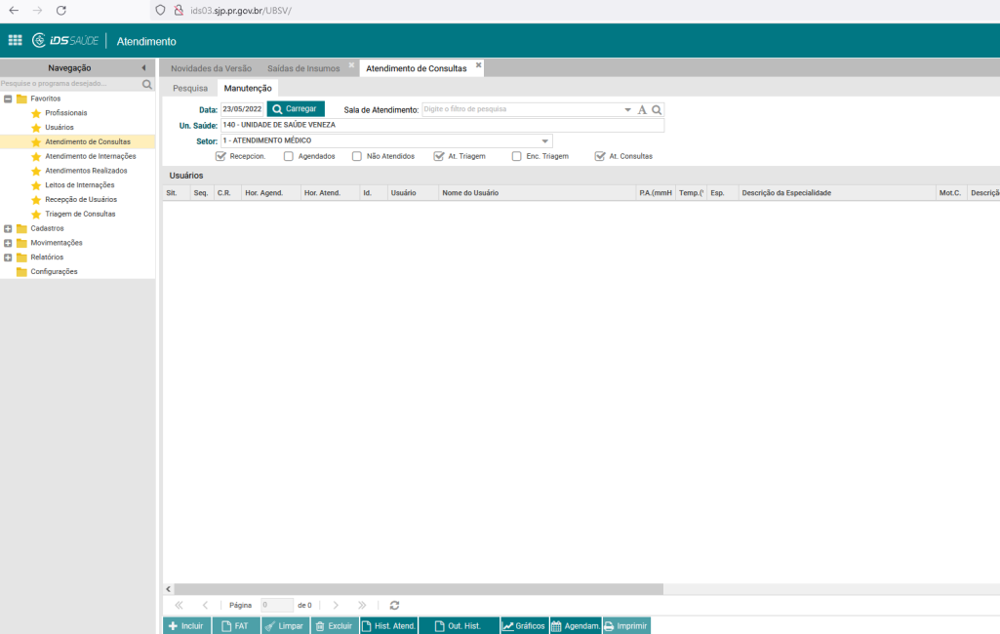 ids03.sjp.pr.gov.br/UBSV/
iDS SAÚDE | Atendimento
Navegação
Pesquise o programa desejado...
Favoritos
Profissionais
Usuários
Atendimento de Consultas
Atendimento de Internações
Atendimentos Realizados
Leitos de Internações
Recepção de Usuários
Triagem de Consultas
Cadastros
Movimentações
Relatórios
Configurações
Novidades da Versão Saídas de Insumos Atendimento de Consultas
Pesquisa Manutenção
Data: 23/05/2022 Carregar Sala de Atendimento: Digite o filtro de pesquisa
Un. Saúde: 140 - UNIDADE DE SAÚDE VENEZA
Setor: 1 - ATENDIMENTO MÉDICO
Recepcion. Agendados Não Atendidos At. Triagem Enc. Triagem At. Consultas
Usuários
Sit. Seq. C.R. Hor. Agend. Hor. Atend. Id. Usuário Nome do Usuário P.A.(mmH Temp.(' Esp. Descrição da Especialidade Mot.C. Descriçã
Página 0 de 0
Incluir FAT Limpar Excluir Hist. Atend. Out. Hist. Gráficos Agendam. Imprimir